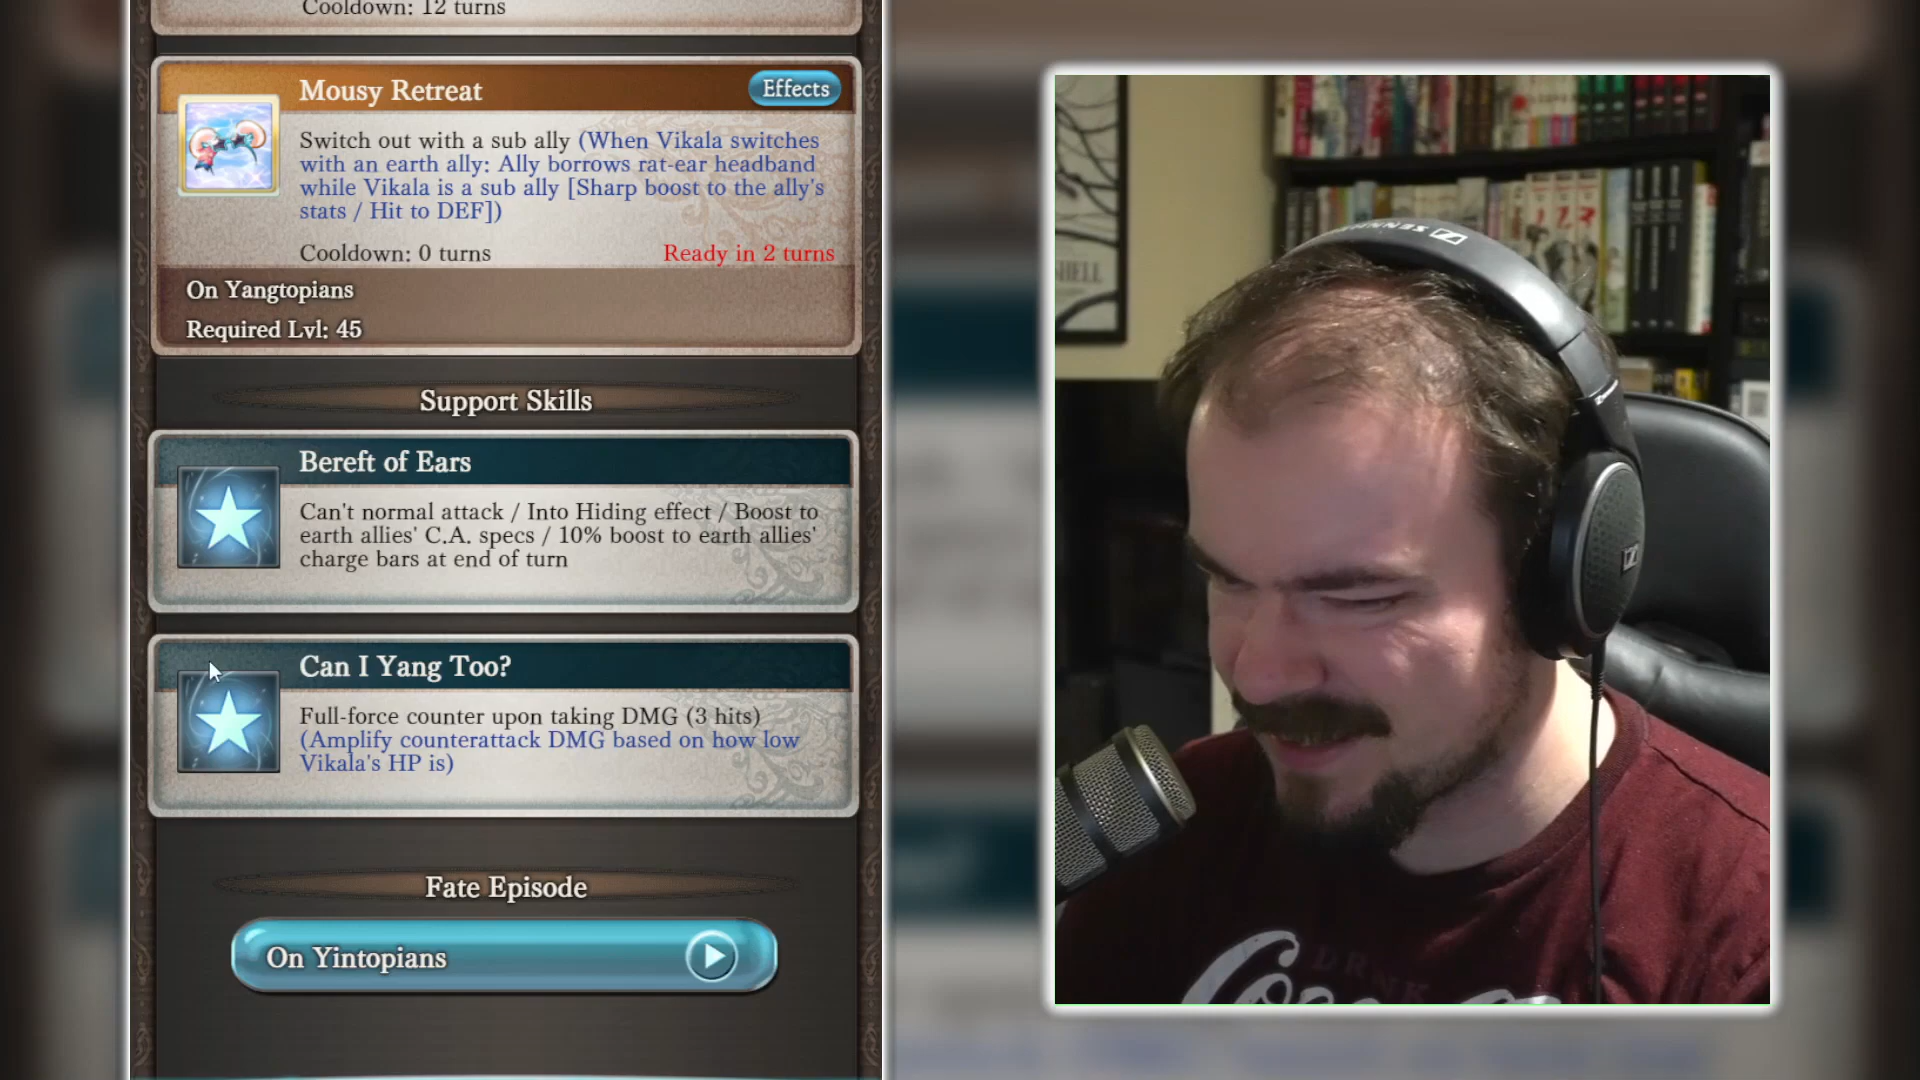 Cooldown: 12 turns
Mousy Retreat
Effects
Switch out with a sub ally (When Vikala switches
with an earth ally: Ally borrows rat-ear headband
while Vikala is a sub ally [Sharp boost to the ally's
stats / Hit to DEF])
Cooldown: 0 turns
Ready in 2 turns
On Yangtopians
Required Lvl: 45
Support Skills
Bereft of Ears
Can't normal attack / Into Hiding effect / Boost to
earth allies' C.A. specs / 10% boost to earth allies'
charge bars at end of turn
Can I Yang Too?
Full-force counter upon taking DMG (3 hits)
(Amplify counterattack DMG based on how low
Vikala's HP is)
Fate Episode
On Yintopians
SHELL